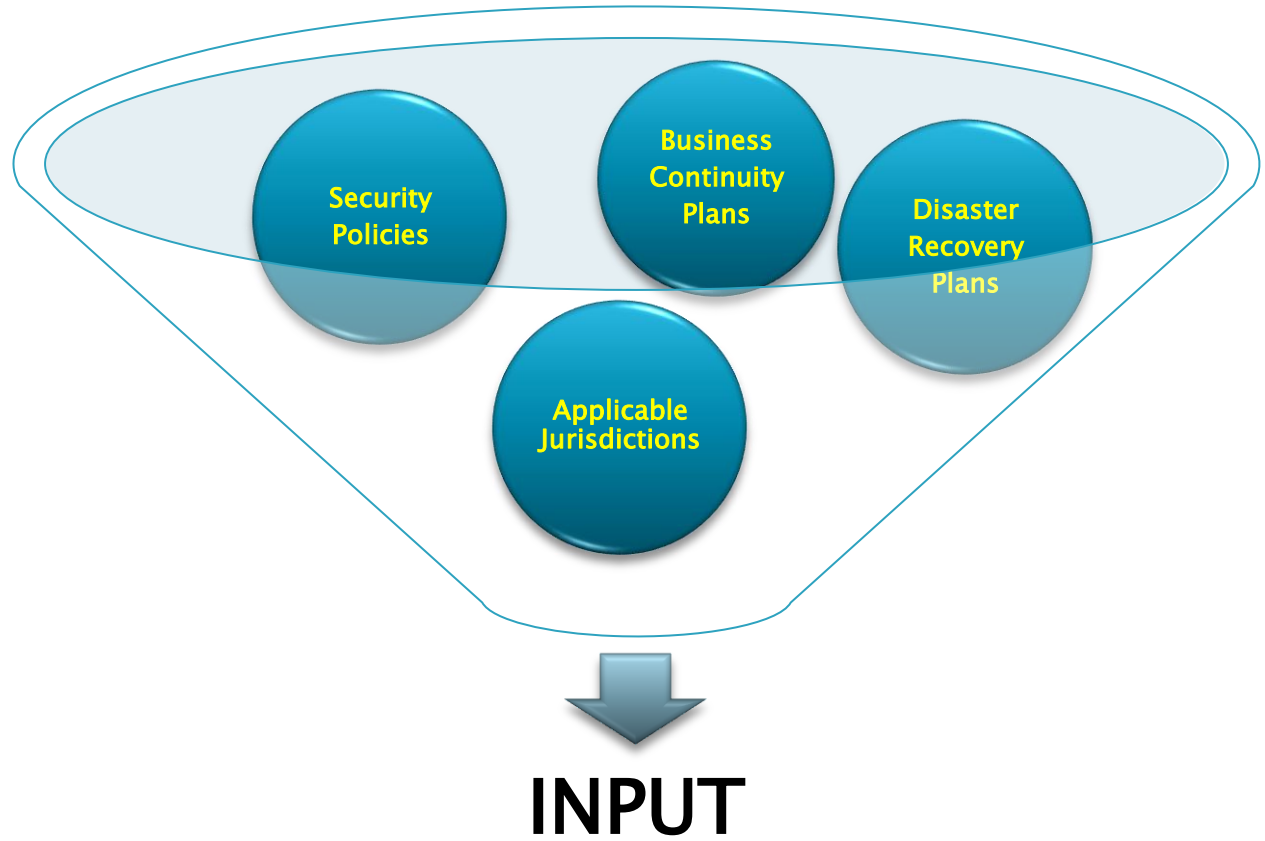 Security
Policies
Business
Continuity
Plans
Disaster
Recovery
Plans
Applicable
Jurisdictions
INPUT